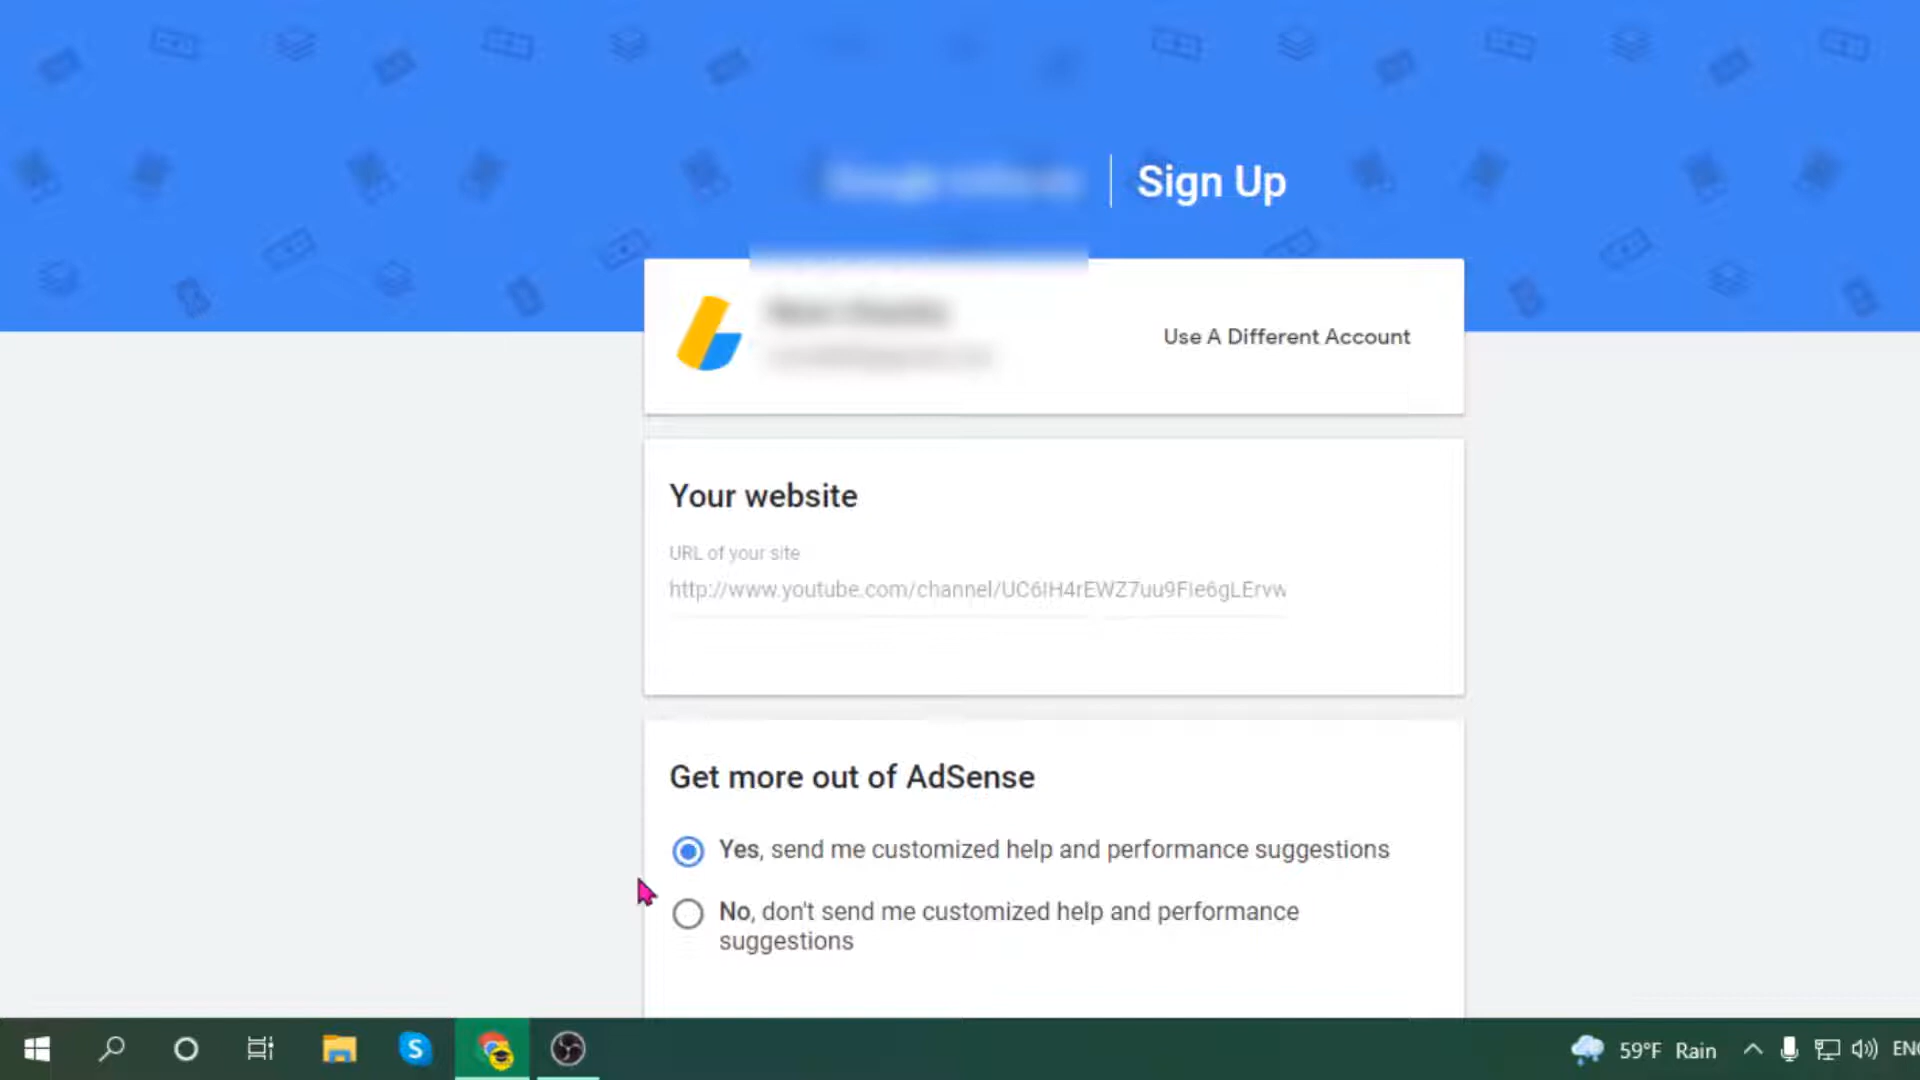 Sign Up
Use A Different Account
Your website
URL of your site
http://www.youtube.com/channel/UC6IH4rEWZ7uu9FIe6gLErvw
Get more out of AdSense
Yes, send me customized help and performance suggestions
No, don't send me customized help and performance
suggestions
59°F Rain
ENG